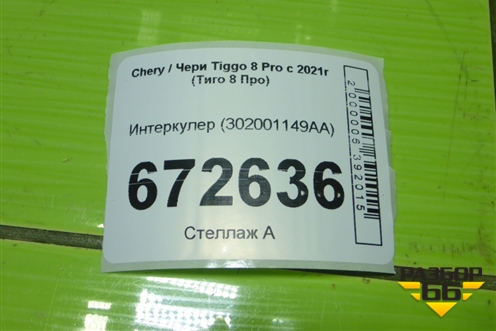 Chery / Чери Tiggo 8 Pro с 2021г
(Тиго 8 Про)
Интеркулер (302001149AA)
672636
Стеллаж А
2000006392015
РАЗБОР
66